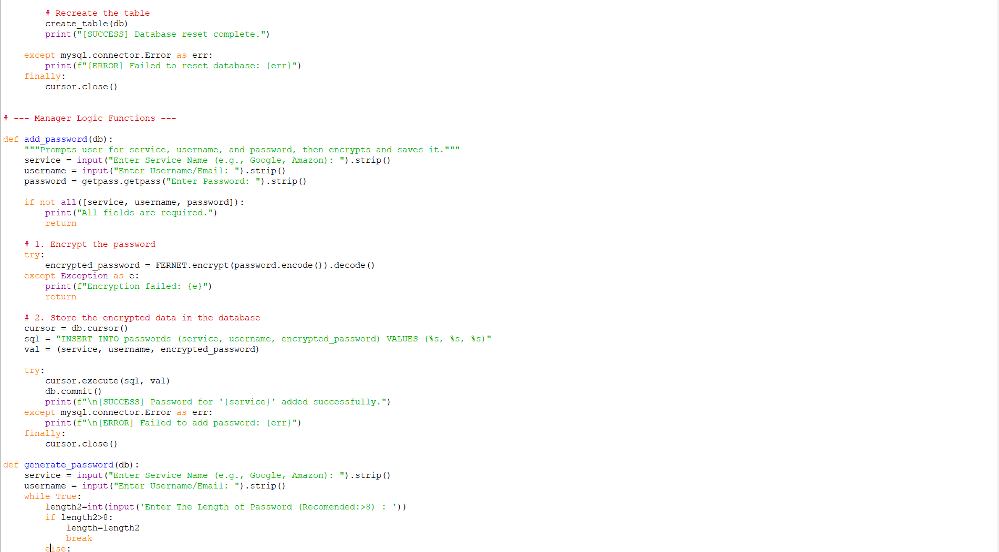 # Recreate the table
        create_table(db)
        print("[SUCCESS] Database reset complete.")

    except mysql.connector.Error as err:
        print(f"[ERROR] Failed to reset database: {err}")
    finally:
        cursor.close()


# --- Manager Logic Functions ---

def add_password(db):
    """Prompts user for service, username, and password, then encrypts and saves it."""
    service = input("Enter Service Name (e.g., Google, Amazon): ").strip()
    username = input("Enter Username/Email: ").strip()
    password = getpass.getpass("Enter Password: ").strip()

    if not all([service, username, password]):
        print("All fields are required.")
        return

    # 1. Encrypt the password
    try:
        encrypted_password = FERNET.encrypt(password.encode()).decode()
    except Exception as e:
        print(f"Encryption failed: {e}")
        return

    # 2. Store the encrypted data in the database
    cursor = db.cursor()
    sql = "INSERT INTO passwords (service, username, encrypted_password) VALUES (%s, %s, %s)"
    val = (service, username, encrypted_password)

    try:
        cursor.execute(sql, val)
        db.commit()
        print(f"\n[SUCCESS] Password for '{service}' added successfully.")
    except mysql.connector.Error as err:
        print(f"\n[ERROR] Failed to add password: {err}")
    finally:
        cursor.close()

def generate_password(db):
    service = input("Enter Service Name (e.g., Google, Amazon): ").strip()
    username = input("Enter Username/Email: ").strip()
    while True:
        length2=int(input('Enter The Length of Password (Recomended:>8) : '))
        if length2>8:
            length=length2
            break
        else: